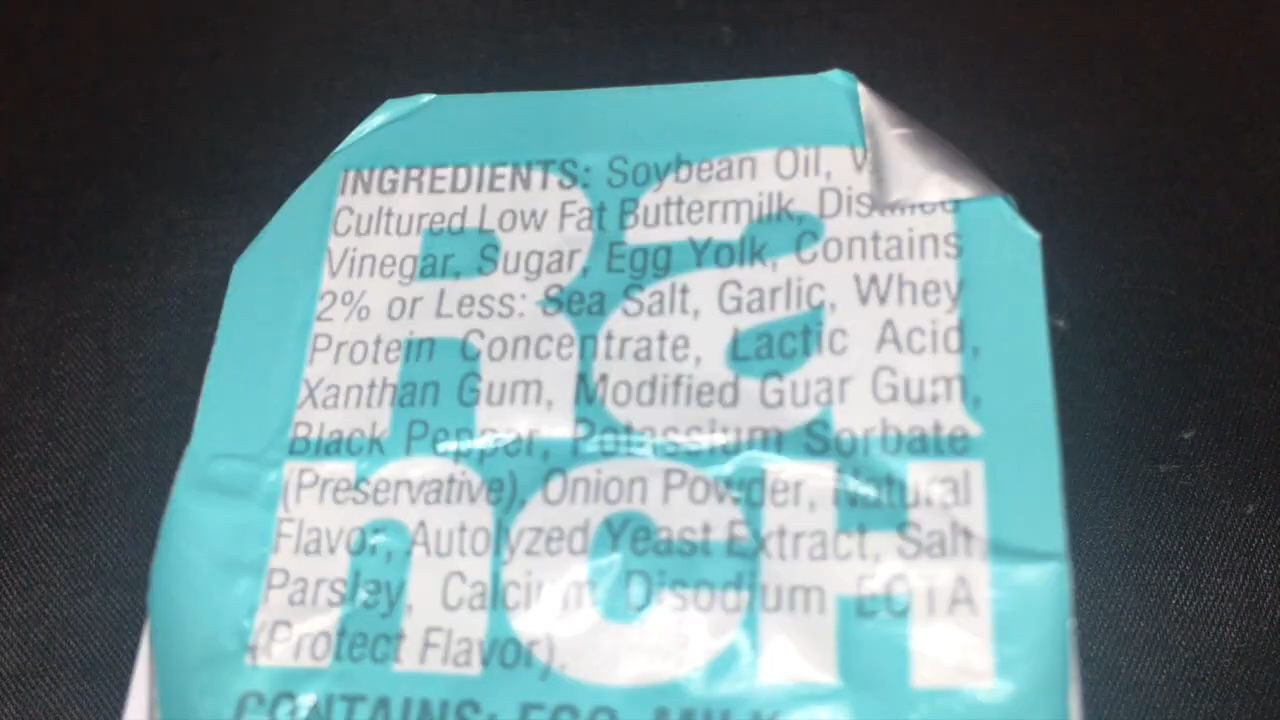 INGREDIENTS: Soybean Oil,
Cultured Low Fat Buttermilk, Distilled
Vinegar, Sugar, Egg Yolk, Contains
2% or Less: Sea Salt, Garlic, Whey
Protein Concentrate, Lactic Acid,
Xanthan Gum, Modified Guar Gum,
Black Pepper, Potassium Sorbate
(Preservative), Onion Powder, Natural
Flavor, Autolyzed Yeast Extract, Salt
Parsley, Calcium Disodium EDTA
(Protect Flavor).
CONTAINS: EGG, MILK
Ra
ncH